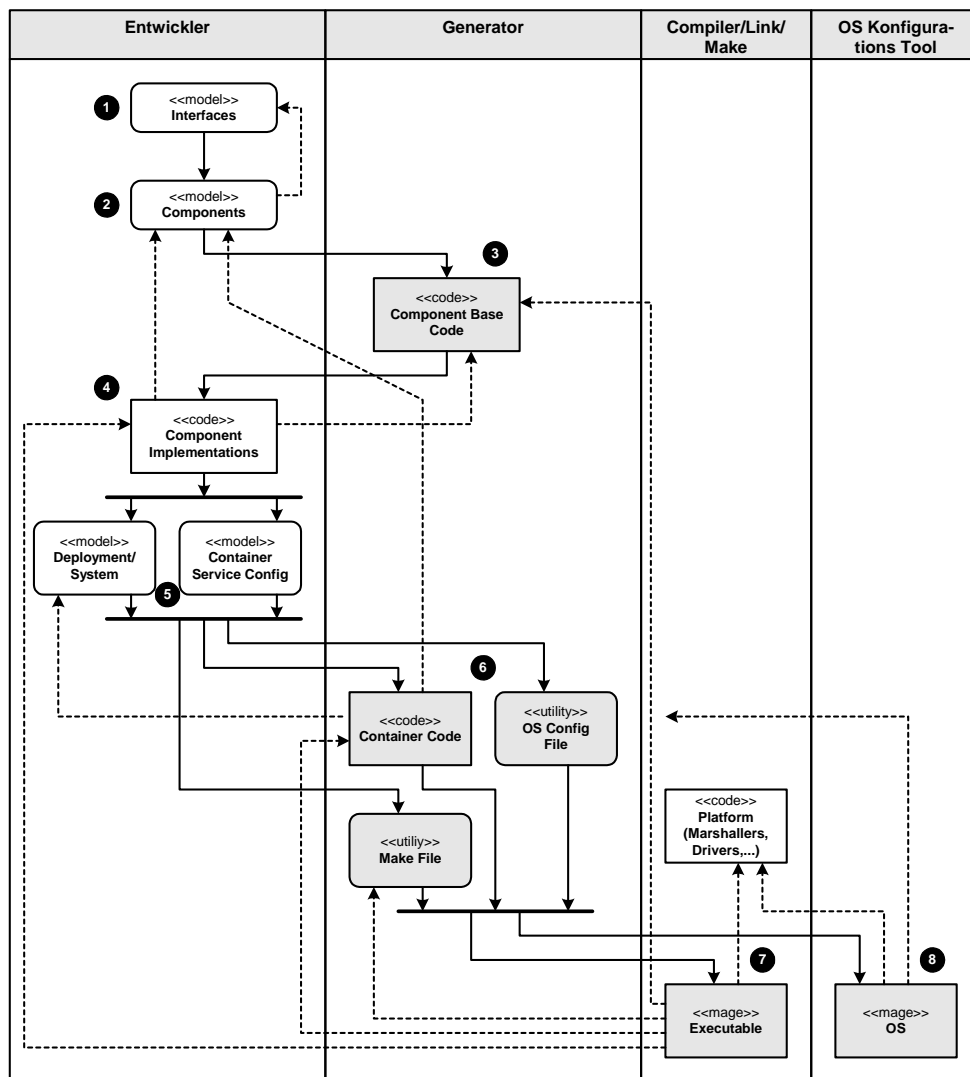 Entwickler
Generator
Compiler/Link/
Make
OS Konfigura-
tions Tool
1
<<model>>
Interfaces
2
<<model>>
Components
3
<<code>>
Component Base
Code
4
<<code>>
Component
Implementations
<<model>>
Deployment/
System
<<model>>
Container
Service Config
5
6
<<code>>
Container Code
<<utility>>
OS Config
File
<<code>>
Platform
(Marshallers,
Drivers,...)
<<utiliy>>
Make File
7
8
<<mage>>
Executable
<<mage>>
OS